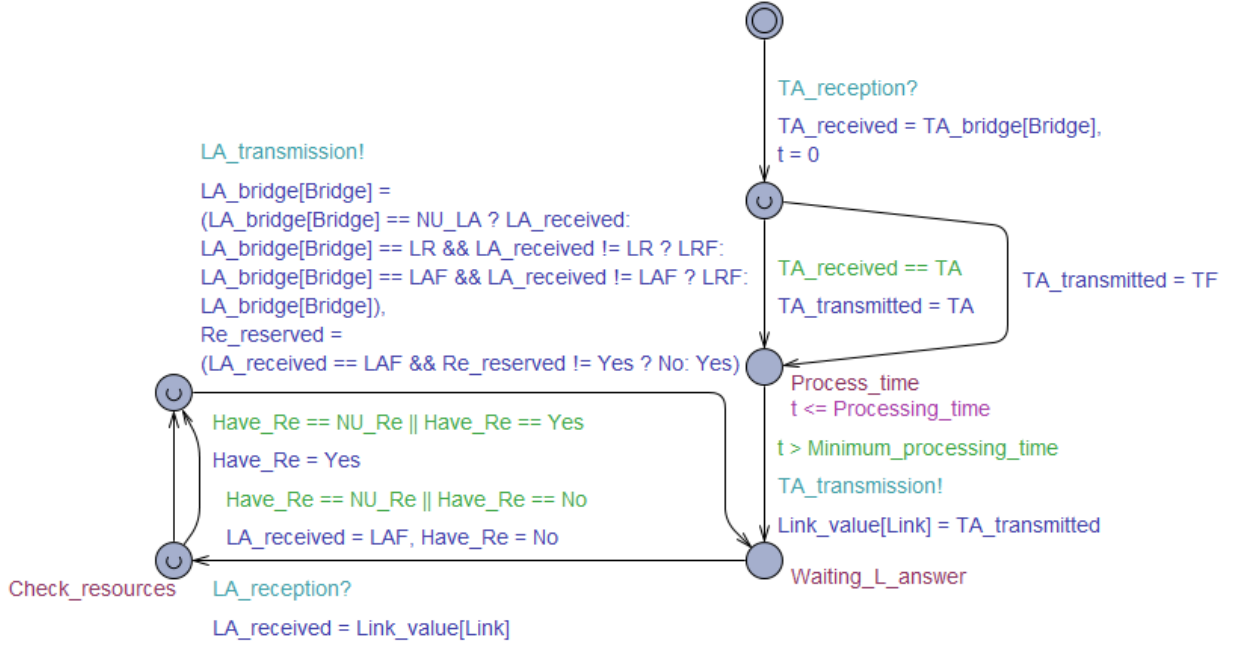 TA_reception?
TA_received = TA_bridge[Bridge],
t = 0
LA_transmission!
LA_bridge[Bridge] =
(LA_bridge[Bridge] == NU_LA ? LA_received:
LA_bridge[Bridge] == LR && LA_received != LR ? LRF:
LA_bridge[Bridge] == LAF && LA_received != LAF ? LRF:
LA_bridge[Bridge]),
Re_reserved =
(LA_received == LAF && Re_reserved != Yes ? No: Yes)
TA_received == TA
TA_transmitted = TA
TA_transmitted = TF
Process_time
t <= Processing_time
t > Minimum_processing_time
TA_transmission!
Link_value[Link] = TA_transmitted
Have_Re == NU_Re || Have_Re == Yes
Have_Re = Yes
Have_Re == NU_Re || Have_Re == No
LA_received = LAF, Have_Re = No
Waiting_L_answer
Check_resources
LA_reception?
LA_received = Link_value[Link]